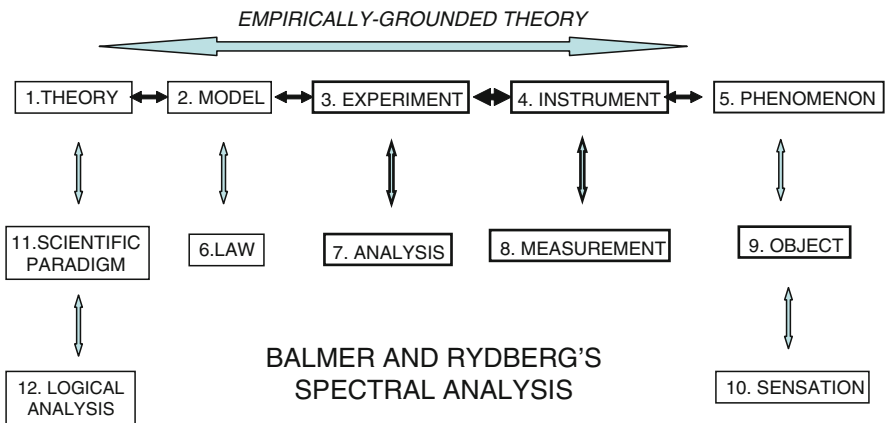 EMPIRICALLY-GROUNDED THEORY
1.THEORY
2. MODEL
3. EXPERIMENT
4. INSTRUMENT
5. PHENOMENON
11.SCIENTIFIC
PARADIGM
6.LAW
7. ANALYSIS
8. MEASUREMENT
9. OBJECT
12. LOGICAL
ANALYSIS
BALMER AND RYDBERG'S
SPECTRAL ANALYSIS
10. SENSATION